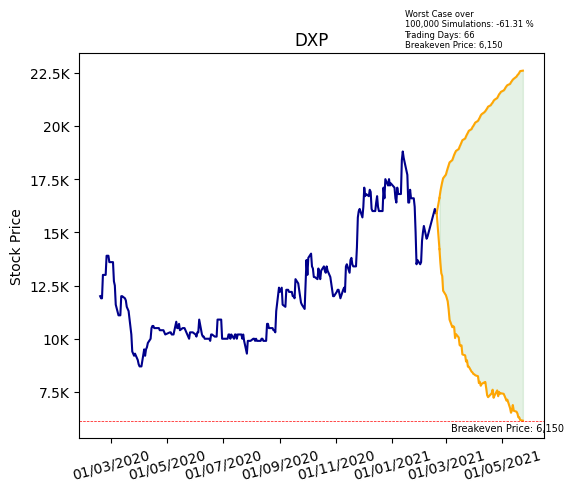 Worst Case over
100,000 Simulations: -61.31 %
Trading Days: 66
Breakeven Price: 6,150
DXP
Stock Price
22.5K
20K
17.5K
15K
12.5K
10K
7.5K
Breakeven Price: 6,150
01/03/2020
01/05/2020
01/07/2020
01/09/2020
01/11/2020
01/01/2021
01/03/2021
01/05/2021